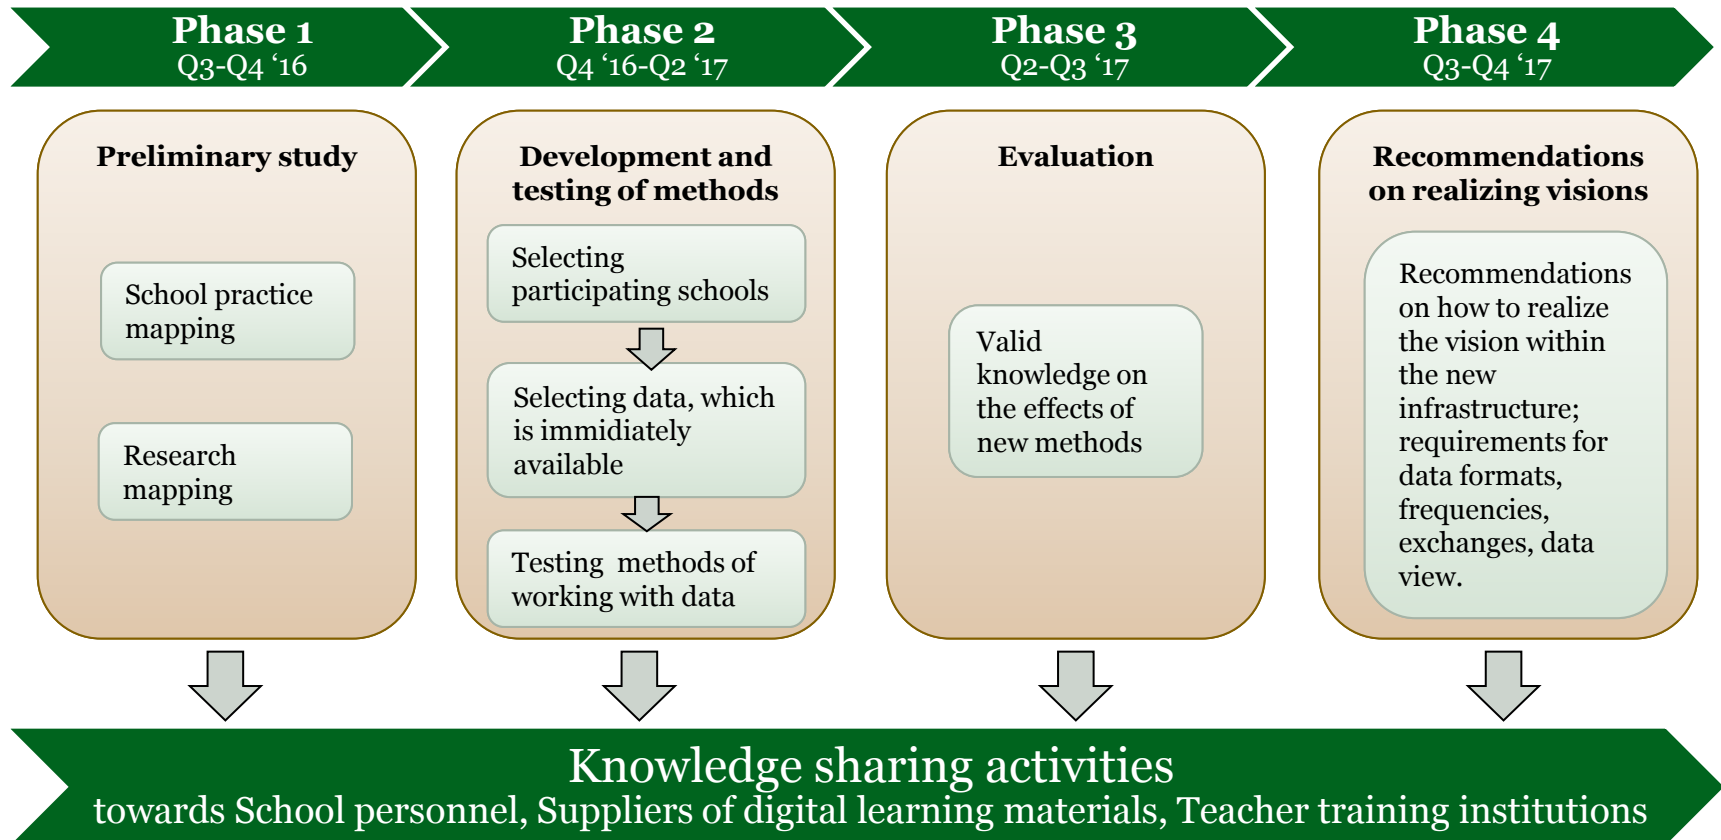 Phase 1
Q3-Q4 ‘16
Phase 2
Q4 ‘16-Q2 ‘17
Phase 3
Q2-Q3 ‘17
Phase 4
Q3-Q4 ‘17
Preliminary study
School practice
mapping
Research
mapping
Development and
testing of methods
Selecting
participating schools
Selecting data, which
is immidiately
available
Testing  methods of
working with data
Evaluation
Valid
knowledge on
the effects of
new methods
Recommendations
on realizing visions
Recommendations
on how to realize
the vision within
the new
infrastructure;
requirements for
data formats,
frequencies,
exchanges, data
view.
Knowledge sharing activities
towards School personnel, Suppliers of digital learning materials, Teacher training institutions